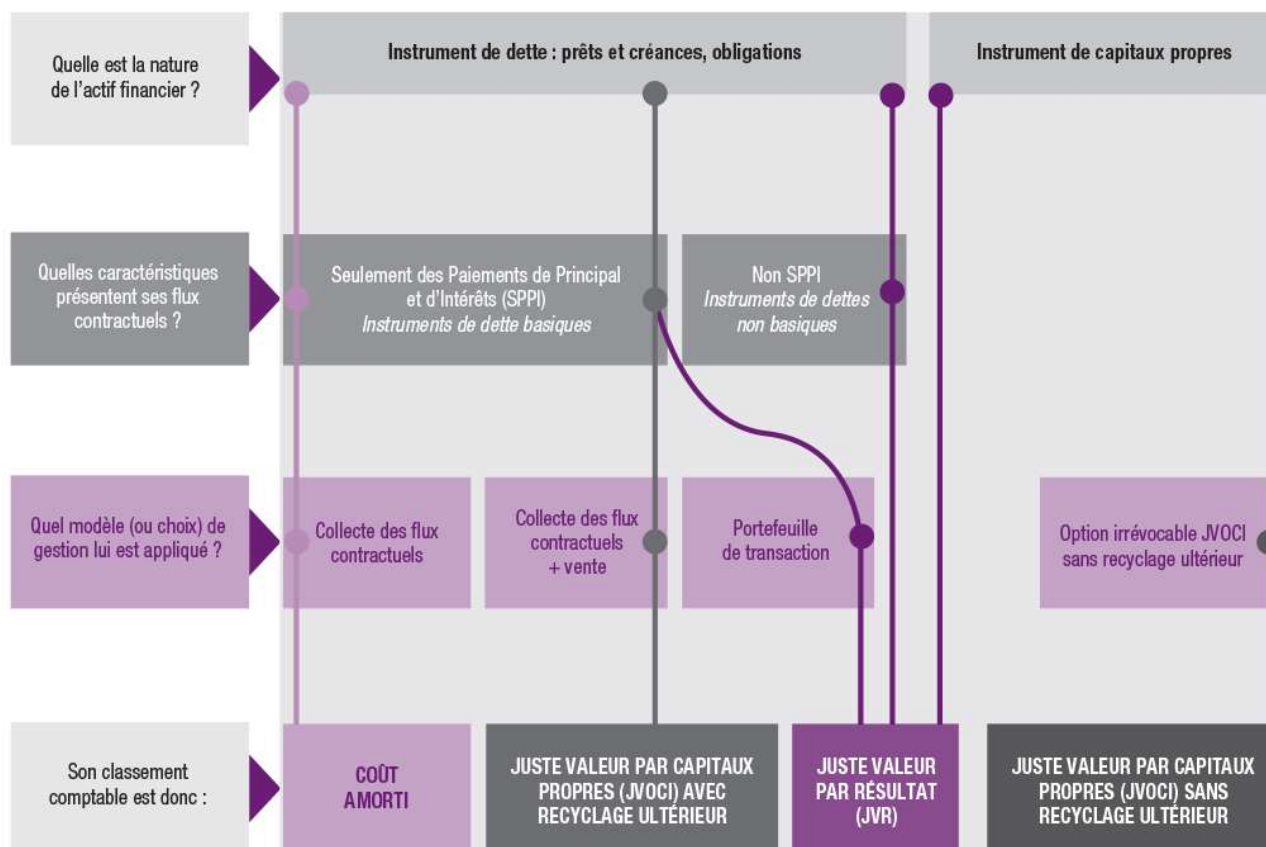 Quelle est la nature
de l'actif financier ?
Instrument de dette : prêts et créances, obligations
Instrument de capitaux propres
Quelles caractéristiques
présentent ses flux
contractuels ?
Seulement des Paiements de Principal
et d'Intérêts (SPPI)
Instruments de dette basiques
Non SPPI
Instruments de dettes
non basiques
Quel modèle (ou choix) de
gestion lui est appliqué ?
Collecte des flux
contractuels
Collecte des flux
contractuels
+ vente
Portefeuille
de transaction
Option irrévocable JVOCI
sans recyclage ultérieur
Son classement
comptable est donc :
COÛT
AMORTI
JUSTE VALEUR PAR CAPITAUX
PROPRES (JVOCI) AVEC
RECYCLAGE ULTÉRIEUR
JUSTE VALEUR
PAR RÉSULTAT
(JVR)
JUSTE VALEUR PAR CAPITAUX
PROPRES (JVOCI) SANS
RECYCLAGE ULTÉRIEUR